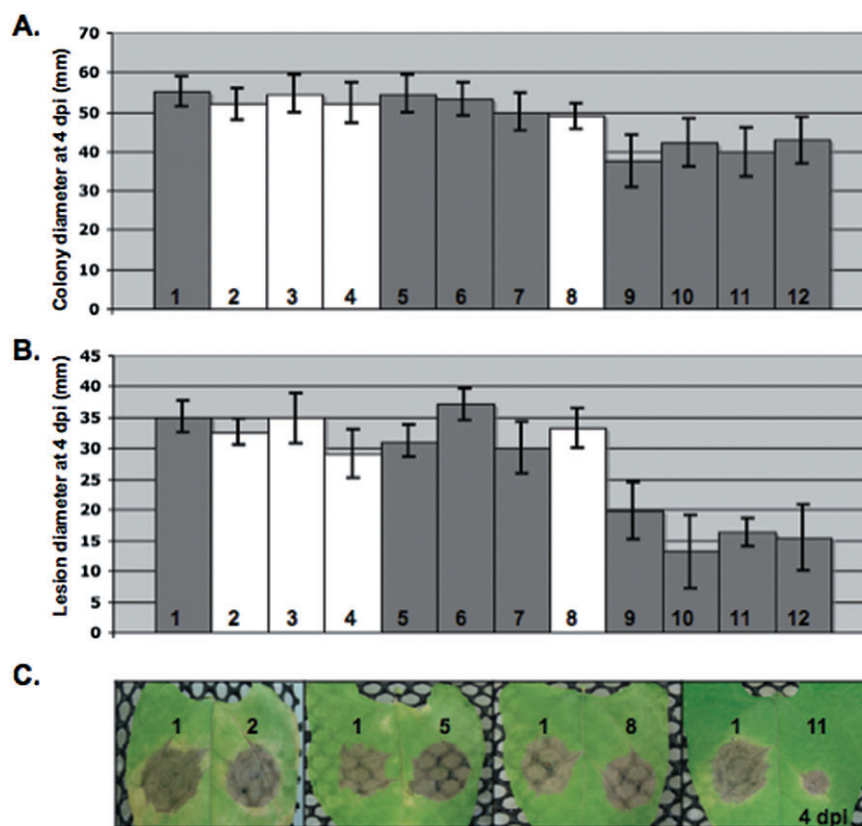 A.
Colony diameter at 4 dpi (mm)
70
60
50
40
30
20
10
0
1 2 3 4 5 6 7 8 9 10 11 12
B.
Lesion diameter at 4 dpi (mm)
45
40
35
30
25
20
15
10
5
0
1 2 3 4 5 6 7 8 9 10 11 12
C.
1 2 1 5 1 8 1 11
4 dpi